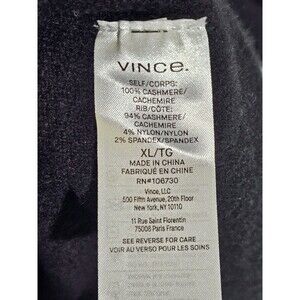 VINCE.
SELF/CORPS:
100% CASHMERE/
CACHEMIRE
RIB/CÔTE:
94% CASHMERE/
CACHEMIRE
4% NYLON/NYLON
2% SPANDEX/SPANDEX
XL/TG
MADE IN CHINA
FABRIQUÉ EN CHINE
RN#106730
Vince, LLC
500 Fifth Avenue, 20th Floor
New York, NY 10110
11 Rue Saint Florentin
75008 Paris France
SEE REVERSE FOR CARE
VOIR AU VERSO POUR LES SOINS